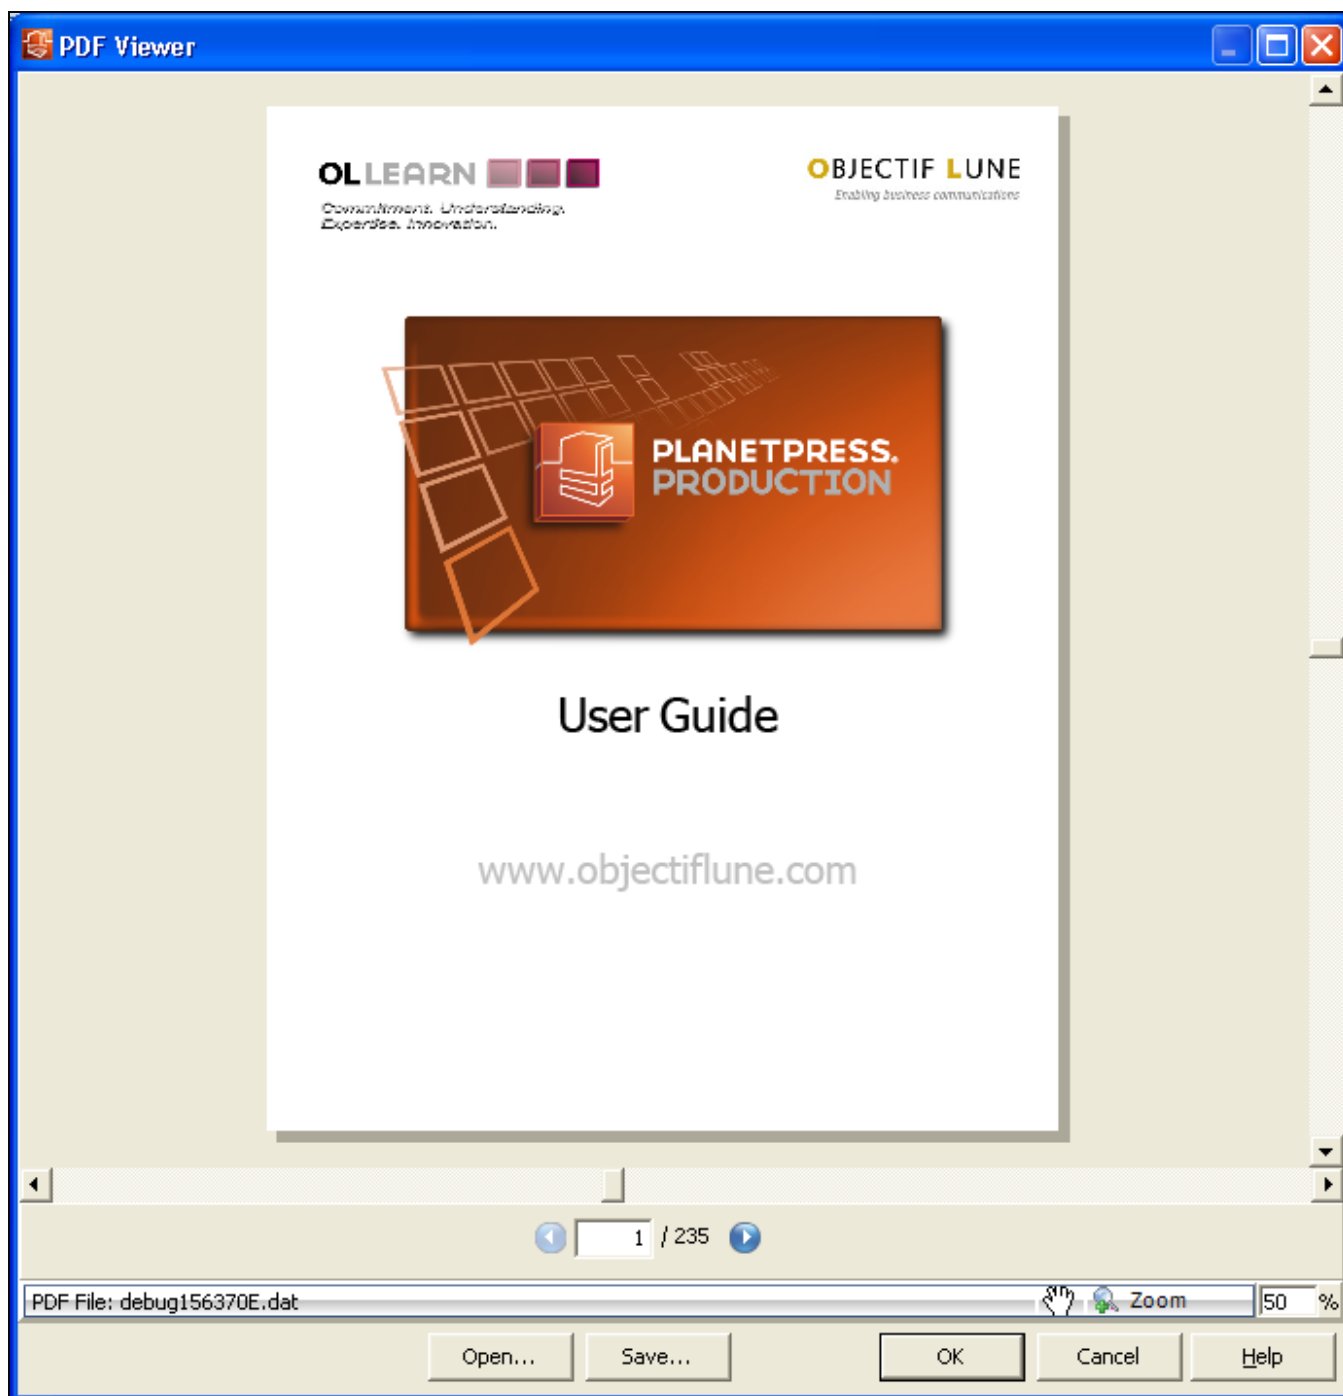 PDF Viewer
OL LEARN
Commitment. Understanding.
Expertise. Innovation.
OBJECTIF LUNE
Enabling business communications
PLANETPRESS.
PRODUCTION
User Guide
www.objectiflune.com
1 / 235
PDF File: debug156370E.dat Zoom 50 %
Open... Save... OK Cancel Help